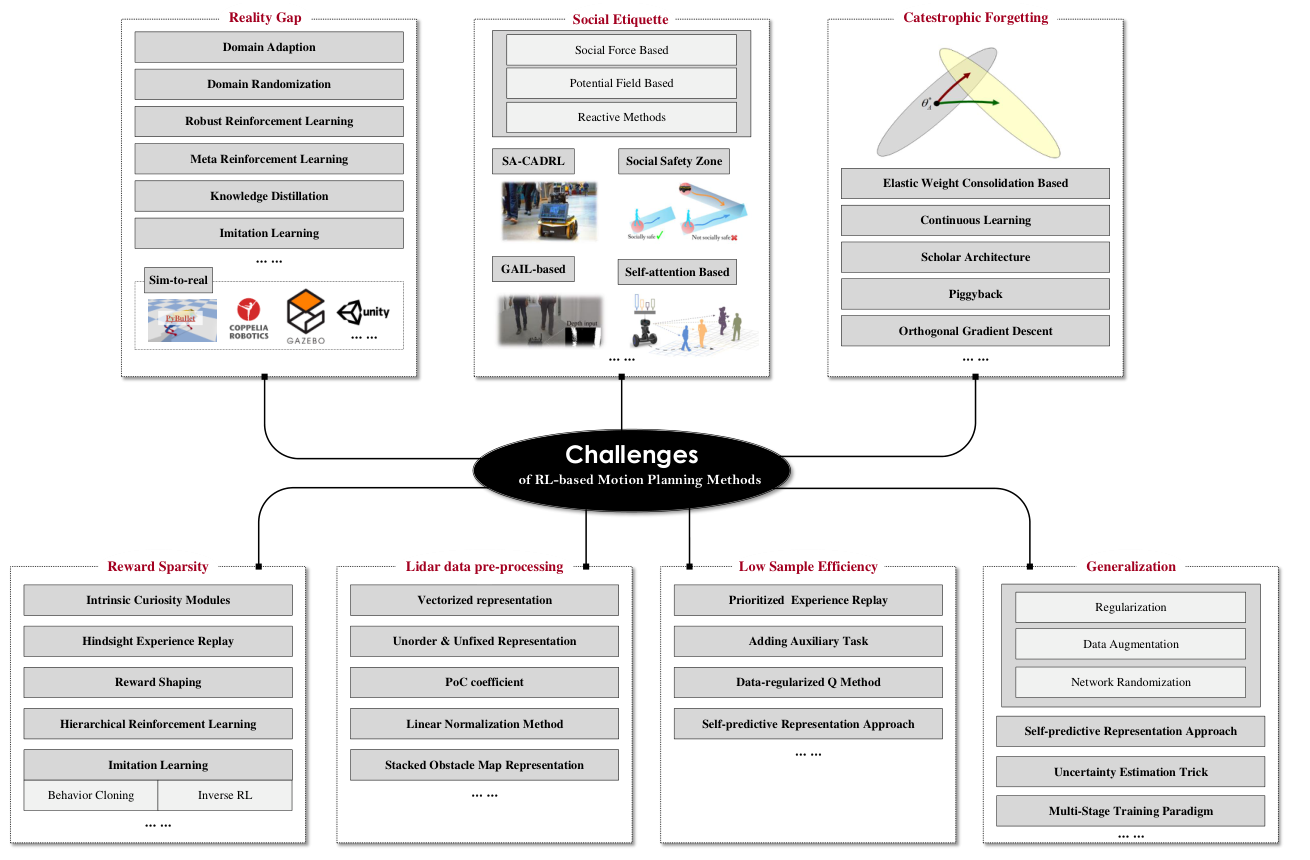 Reality Gap
Domain Adaption
Domain Randomization
Robust Reinforcement Learning
Meta Reinforcement Learning
Knowledge Distillation
Imitation Learning
... ...
Sim-to-real
PyBullet
COPPELIA
ROBOTICS
GAZEBO
unity
... ...
Social Etiquette
Social Force Based
Potential Field Based
Reactive Methods
SA-CADRL
Social Safety Zone
Socially safe ✓
Not socially safe ✖
GAIL-based
Self-attention Based
Depth input
... ...
Catestrophic Forgetting
θ*A
Elastic Weight Consolidation Based
Continuous Learning
Scholar Architecture
Piggyback
Orthogonal Gradient Descent
... ...
Challenges
of RL-based Motion Planning Methods
Reward Sparsity
Intrinsic Curiosity Modules
Hindsight Experience Replay
Reward Shaping
Hierarchical Reinforcement Learning
Imitation Learning
Behavior Cloning
Inverse RL
... ...
Lidar data pre-processing
Vectorized representation
Unorder & Unfixed Representation
PoC coefficient
Linear Normalization Method
Stacked Obstacle Map Representation
... ...
Low Sample Efficiency
Prioritized Experience Replay
Adding Auxiliary Task
Data-regularized Q Method
Self-predictive Representation Approach
... ...
Generalization
Regularization
Data Augmentation
Network Randomization
Self-predictive Representation Approach
Uncertainty Estimation Trick
Multi-Stage Training Paradigm
... ...